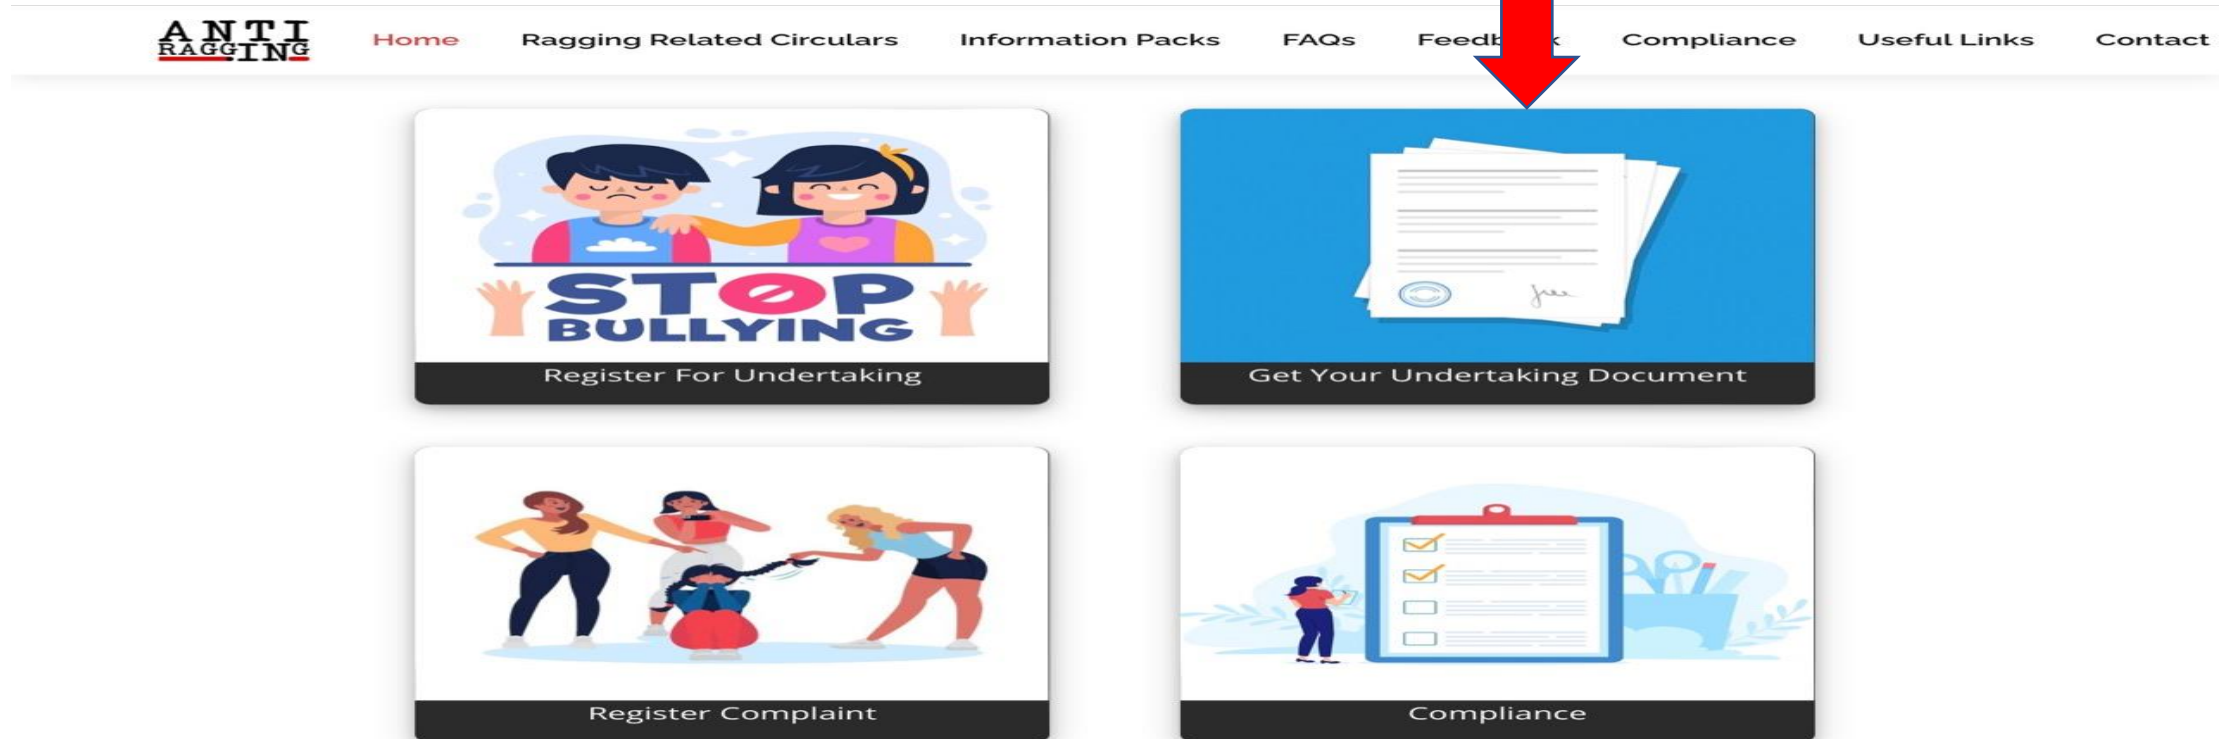 ANTI
RAGGING
Home Ragging Related Circulars Information Packs FAQs Feedb k Compliance Useful Links Contact
STOP
BULLYING
Register For Undertaking
Get Your Undertaking Document
Register Complaint
Compliance